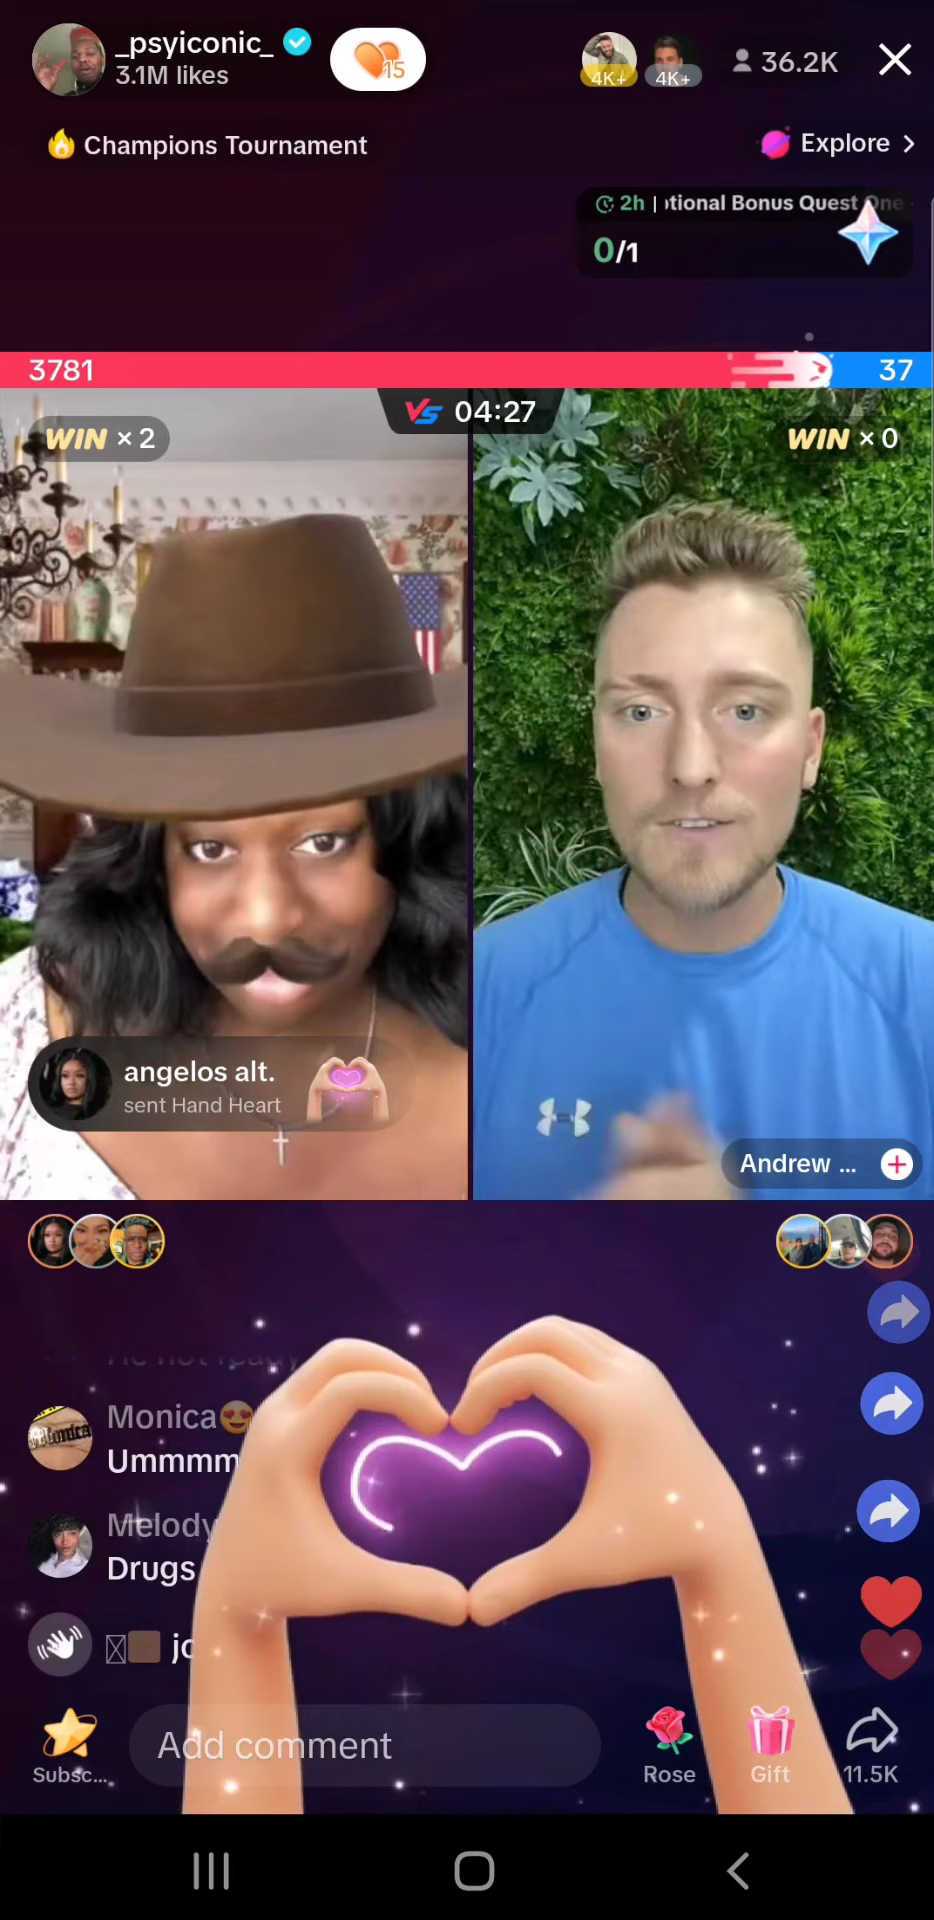 _psyiconic_
3.1M likes
15
4K+
4K+
36.2K
Champions Tournament
Explore >
2h | tional Bonus Quest One
0/1
3781
37
VS 04:27
WIN × 2
WIN × 0
angelos alt.
sent Hand Heart
Andrew ...
Monica😍
Ummmm
Melody
Drugs
Add comment
Subsc...
Rose
Gift
11.5K